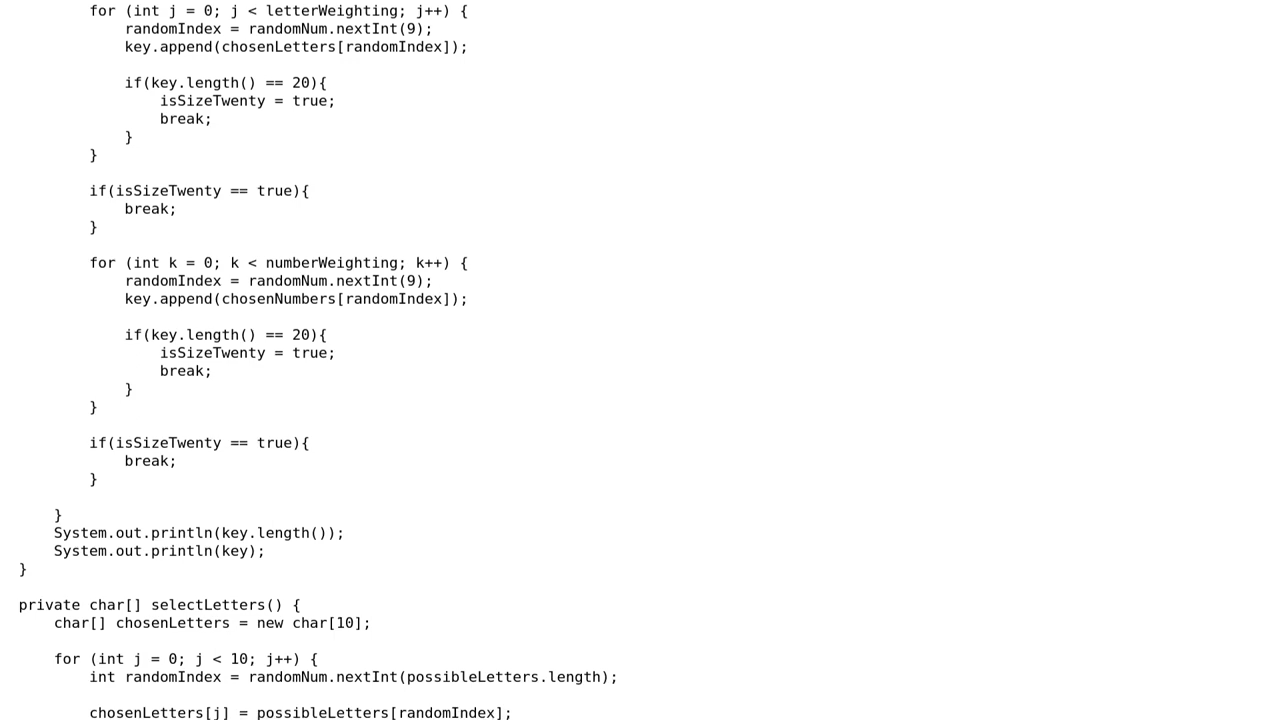 for (int j = 0; j < letterWeighting; j++) {
randomIndex = randomNum.nextInt(9);
key.append(chosenLetters[randomIndex]);
if(key.length() == 20){
isSizeTwenty = true;
break;
}
}
if(isSizeTwenty == true){
break;
}
for (int k = 0; k < numberWeighting; k++) {
randomIndex = randomNum.nextInt(9);
key.append(chosenNumbers[randomIndex]);
if(key.length() == 20){
isSizeTwenty = true;
break;
}
}
if(isSizeTwenty == true){
break;
}
}
System.out.println(key.length());
System.out.println(key);
}
private char[] selectLetters() {
char[] chosenLetters = new char[10];
for (int j = 0; j < 10; j++) {
int randomIndex = randomNum.nextInt(possibleLetters.length);
chosenLetters[j] = possibleLetters[randomIndex];